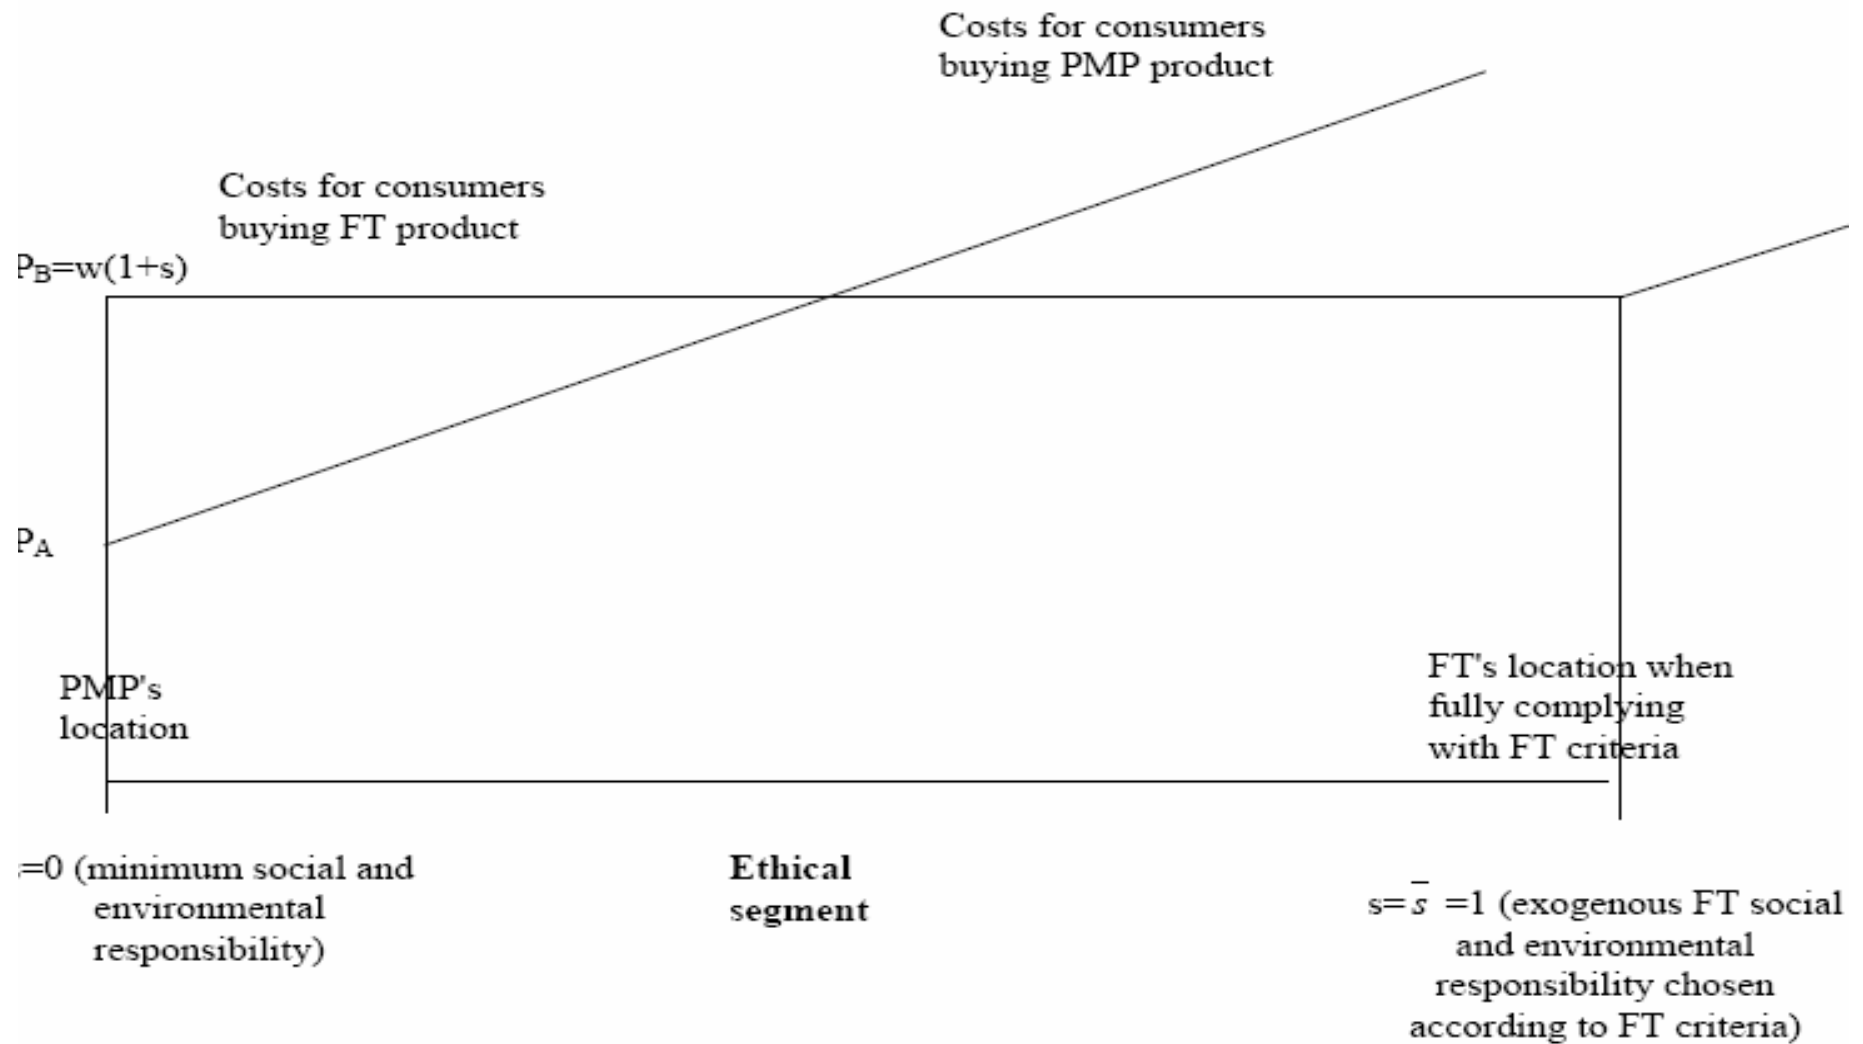 Costs for consumers
buying PMP product
Costs for consumers
buying FT product
PB=w(1+s)
PA
PMP's
location
FT's location when
fully complying
with FT criteria
=0 (minimum social and
environmental
responsibility)
Ethical
segment
s=s̅ =1 (exogenous FT social
and environmental
responsibility chosen
according to FT criteria)